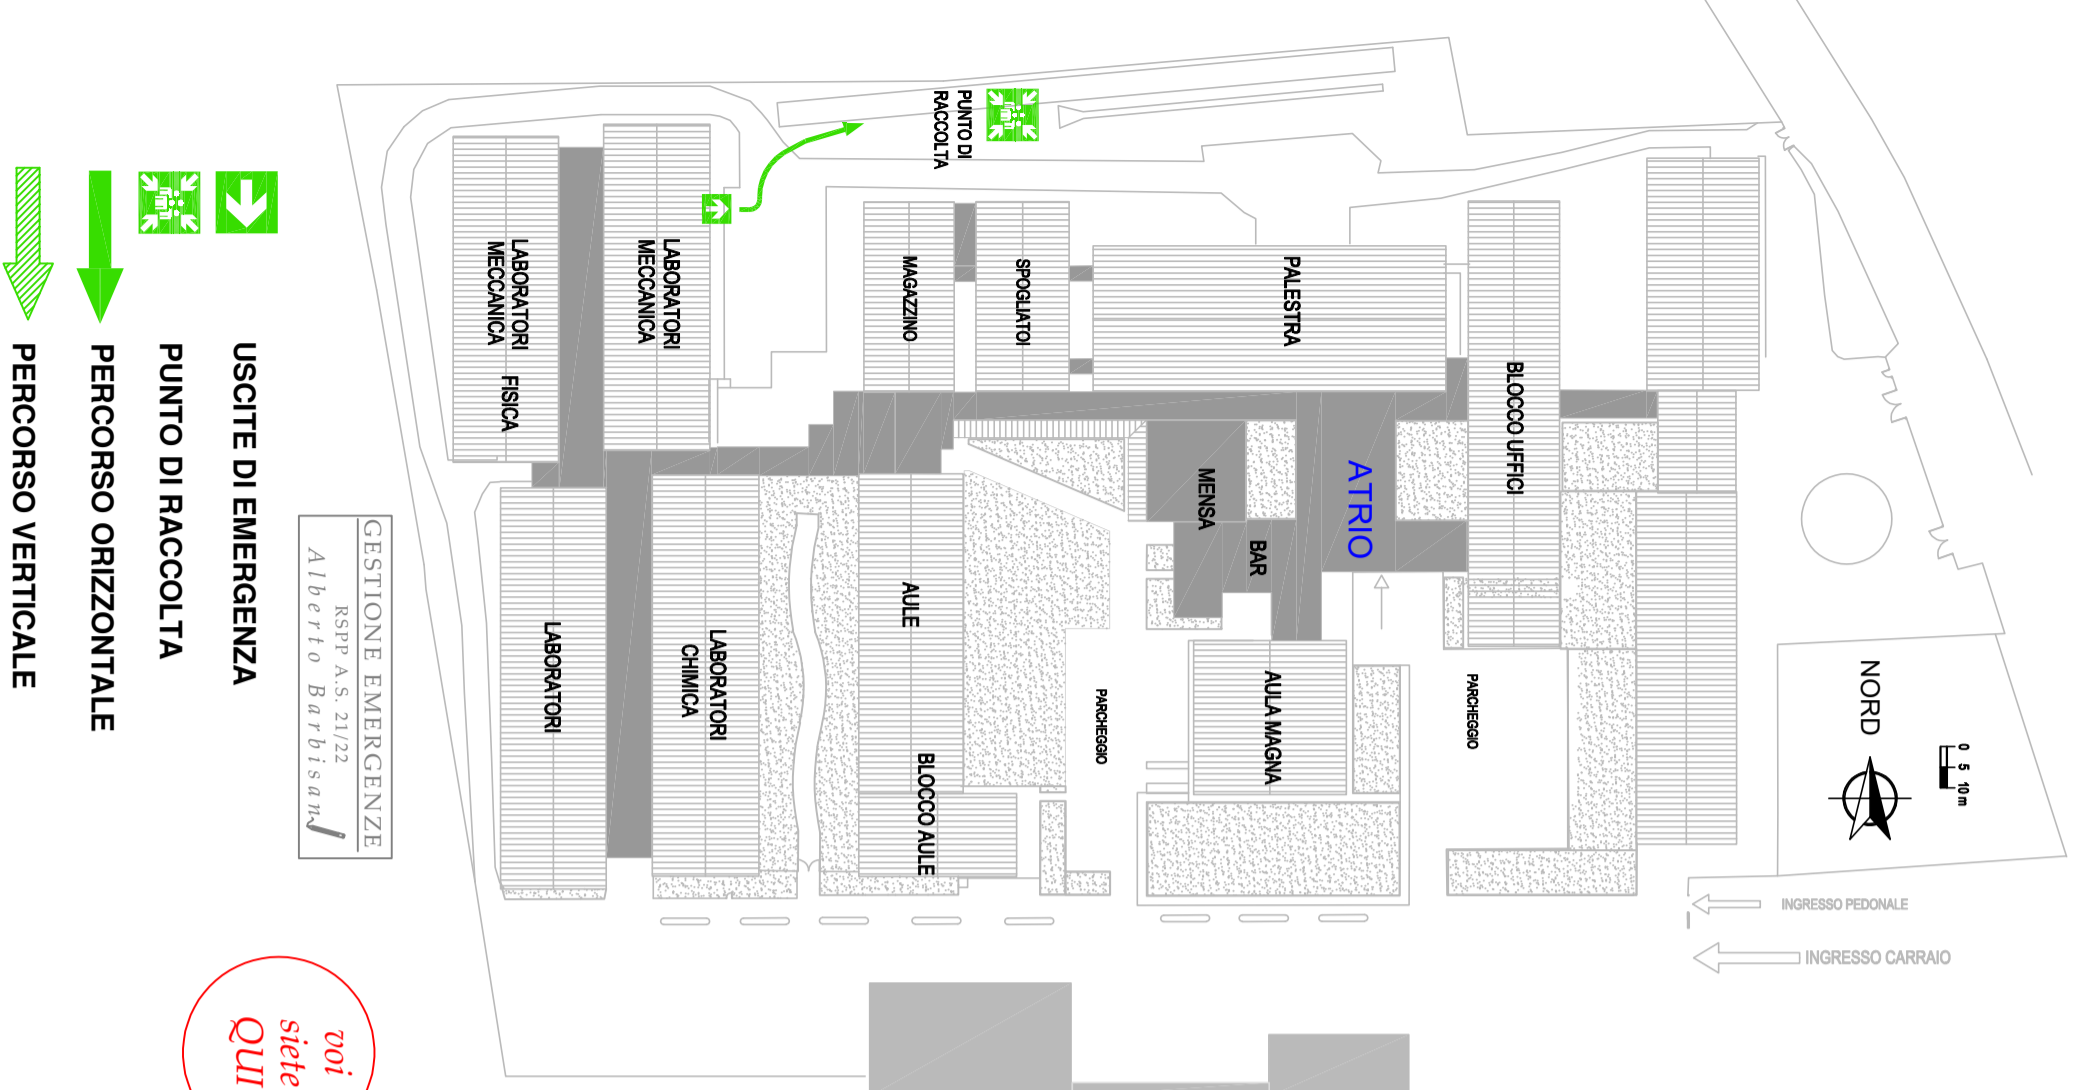 PUNTO DI
RACCOLTA
LABORATORI
MECCANICA
FISICA
LABORATORI
MECCANICA
MAGAZZINO
SPOGLIATOI
PALESTRA
BLOCCO UFFICI
ATRIO
MENSA
BAR
AULE
BLOCCO AULE
AULA MAGNA
PARCHEGGIO
PARCHEGGIO
LABORATORI
LABORATORI
CHIMICA
NORD
0 5 10 m
INGRESSO PEDONALE
INGRESSO CARRAIO
USCITE DI EMERGENZA
PUNTO DI RACCOLTA
PERCORSO ORIZZONTALE
PERCORSO VERTICALE
GESTIONE EMERGENZE
RSPP A.S. 21/22
Alberto Barbisan
voi
siete
QUI